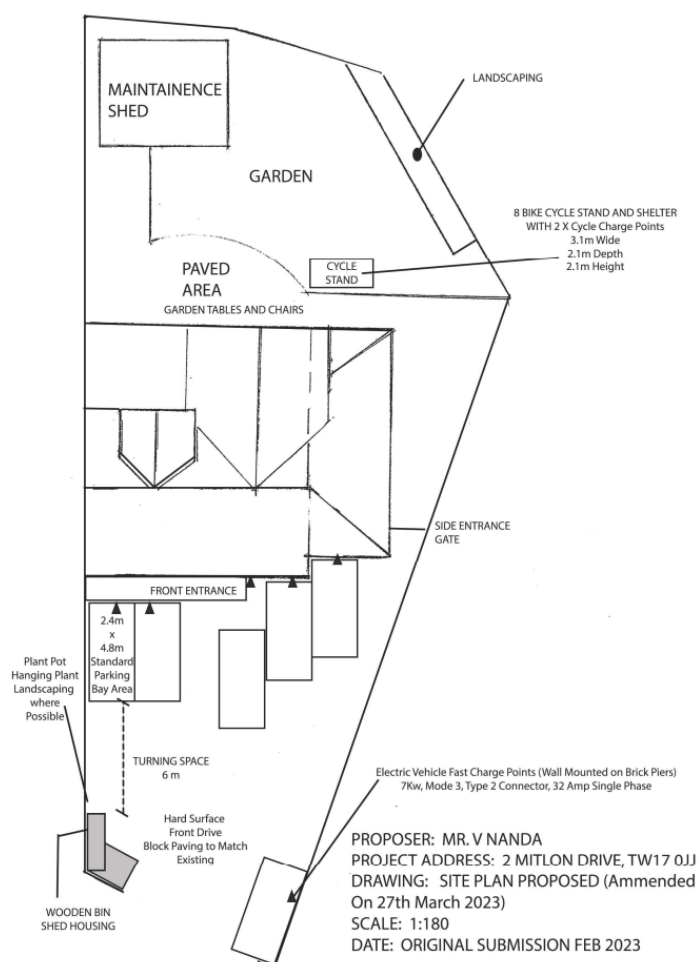 MAINTAINENCE
SHED
LANDSCAPING
GARDEN
8 BIKE CYCLE STAND AND SHELTER
WITH 2 X Cycle Charge Points
3.1m Wide
2.1m Depth
2.1m Height
CYCLE
STAND
PAVED
AREA
GARDEN TABLES AND CHAIRS
SIDE ENTRANCE
GATE
FRONT ENTRANCE
2.4m
x
4.8m
Standard
Parking
Bay Area
Plant Pot
Hanging Plant
Landscaping
where
Possible
TURNING SPACE
6 m
Electric Vehicle Fast Charge Points (Wall Mounted on Brick Piers)
7Kw, Mode 3, Type 2 Connector, 32 Amp Single Phase
Hard Surface
Front Drive
Block Paving to Match
Existing
WOODEN BIN
SHED HOUSING
PROPOSER: MR. V NANDA
PROJECT ADDRESS: 2 MITLON DRIVE, TW17 0JJ
DRAWING: SITE PLAN PROPOSED (Ammended
On 27th March 2023)
SCALE: 1:180
DATE: ORIGINAL SUBMISSION FEB 2023